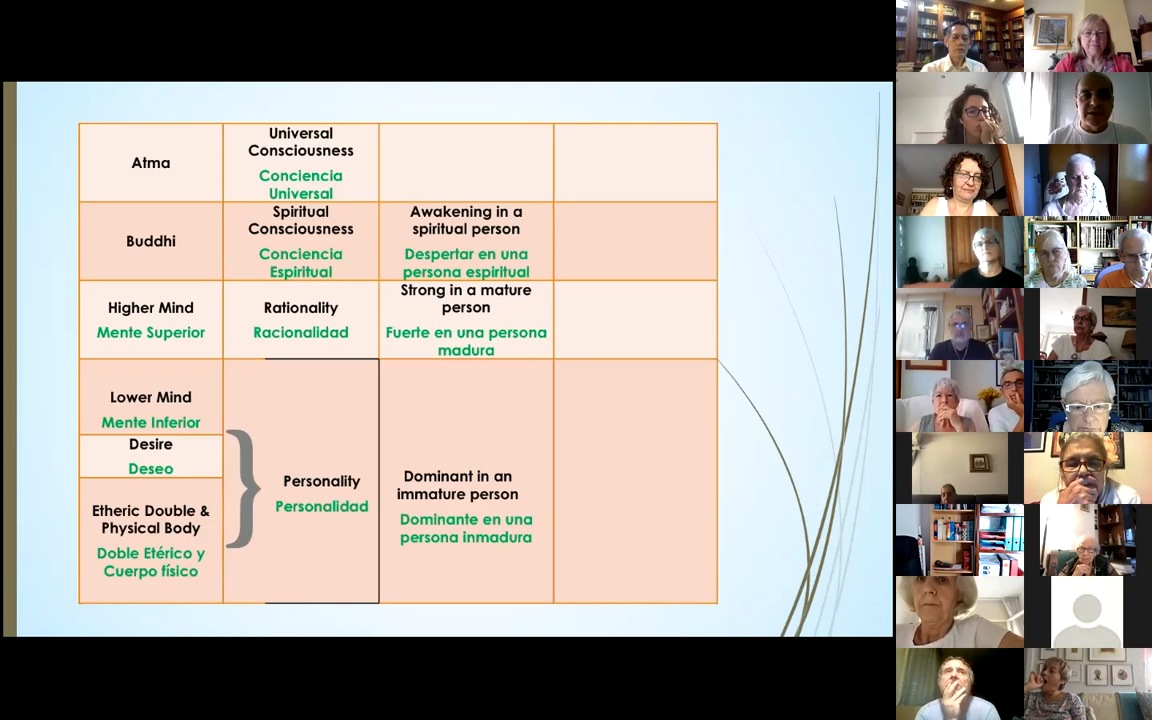 Atma
Universal
Consciousness
Conciencia
Universal
Buddhi
Spiritual
Consciousness
Conciencia
Espiritual
Awakening in a
spiritual person
Despertar en una
persona espiritual
Higher Mind
Mente Superior
Rationality
Racionalidad
Strong in a mature
person
Fuerte en una persona
madura
Lower Mind
Mente Inferior
Desire
Deseo
Etheric Double &
Physical Body
Doble Etérico y
Cuerpo físico
Personality
Personalidad
Dominant in an
immature person
Dominante en una
persona inmadura